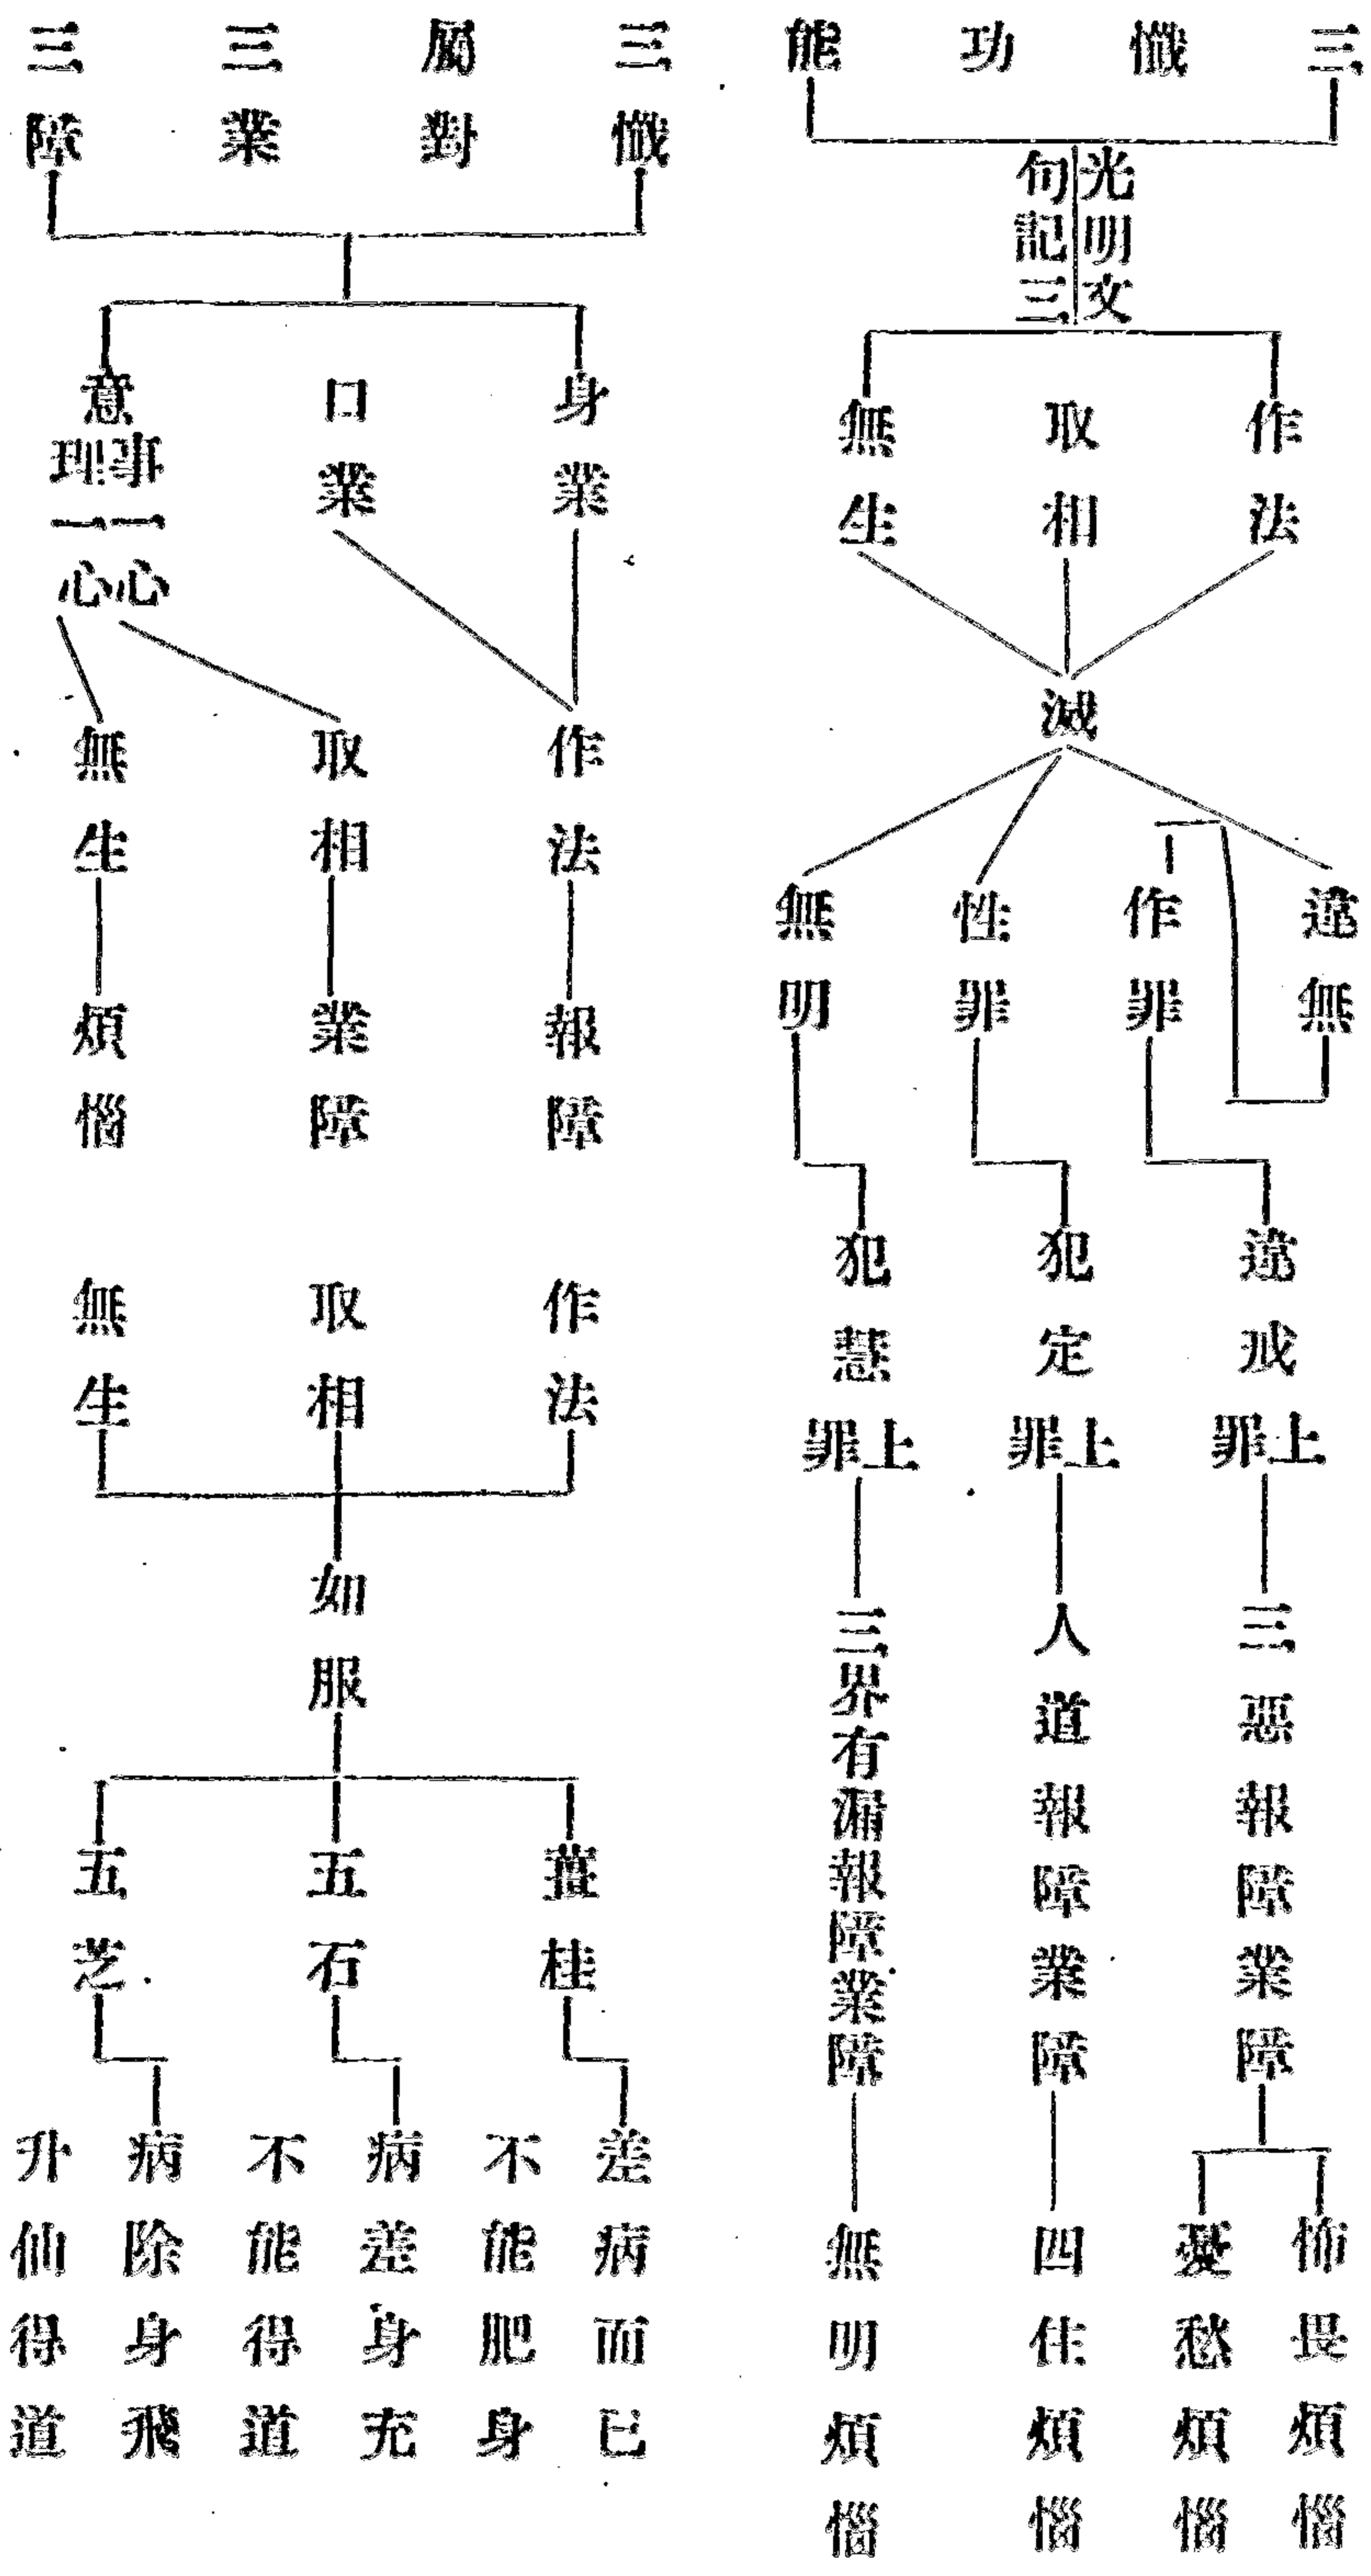 三懺功能
光明文
句記三
作法
取相
無生
滅
違無
作罪
性罪
無明
違戒上罪
犯定上罪
犯慧上罪
三惡報障業障
人道報障業障
三界有漏報障業障
怖畏煩惱
憂愁煩惱
四住煩惱
無明煩惱
三懺
屬對
三業
三障
身業
口業
意
事一心
理一心
作法
取相
無生
報障
業障
煩惱
作法
取相
無生
如服
薑桂
五石
五芝
差病而已
不能肥身
病差身充
不能得道
病除身飛
升仙得道